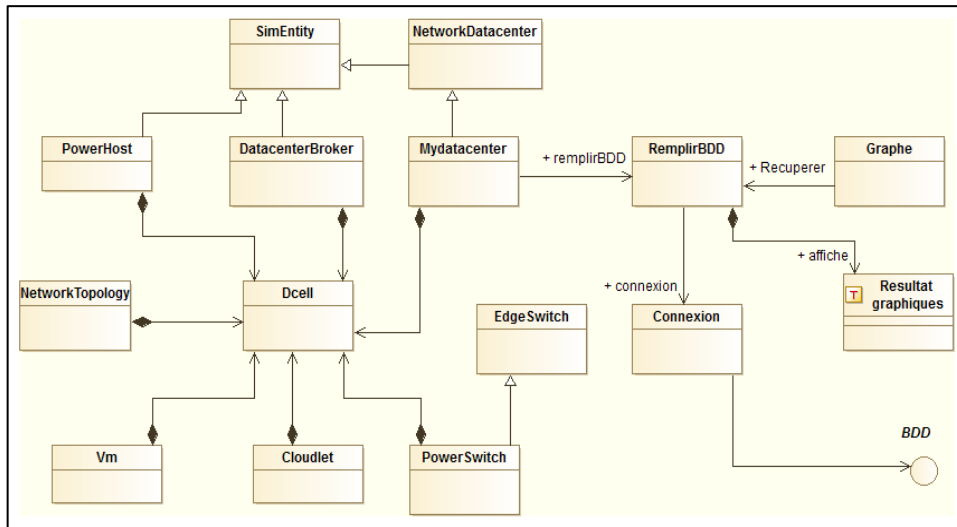 SimEntity
NetworkDatacenter
PowerHost
DatacenterBroker
Mydatacenter
+ remplirBDD
RemplirBDD
+ Recuperer
Graphe
+ affiche
NetworkTopology
Dcell
EdgeSwitch
+ connexion
Connexion
T
Resultat
graphiques
Vm
Cloudlet
PowerSwitch
BDD